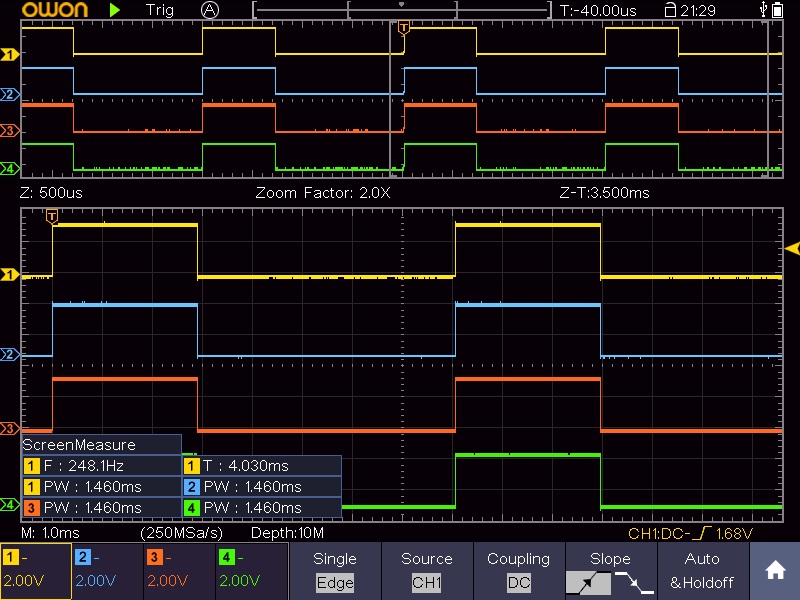 owon Trig A T:-40.00us 21:29
T
1
2
3
4
Z: 500us Zoom Factor: 2.0X Z-T:3.500ms
T
1
2
3
4
ScreenMeasure
1 F : 248.1Hz 1 T : 4.030ms
1 PW : 1.460ms 2 PW : 1.460ms
3 PW : 1.460ms 4 PW : 1.460ms
M: 1.0ms (250MSa/s) Depth:10M CH1:DC- 1.68V
1 - 2 - 3 - 4 - Single Source Coupling Slope Auto
2.00V 2.00V 2.00V 2.00V Edge CH1 DC &Holdoff